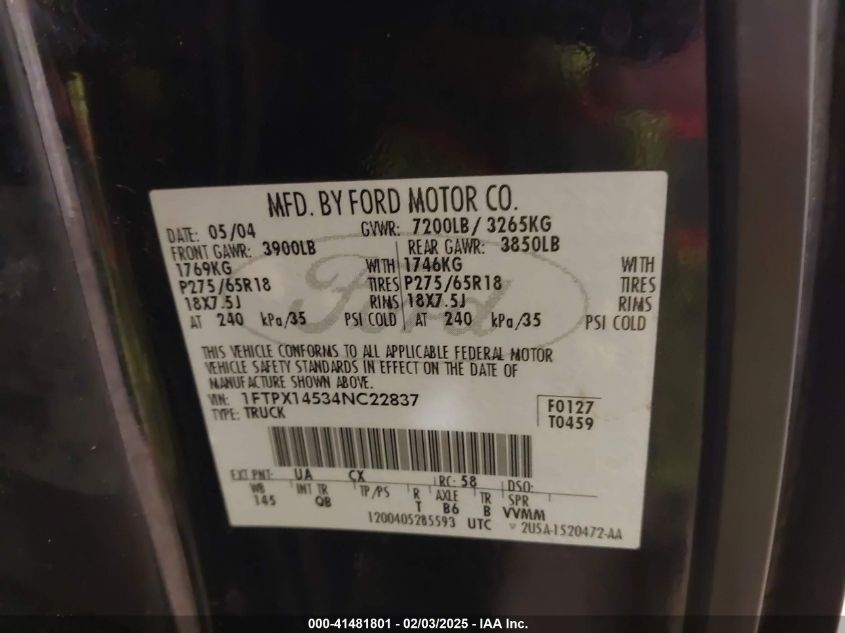 MFD. BY FORD MOTOR CO.
DATE: 05/04 GVWR: 7200LB/ 3265KG
FRONT GAWR: 3900LB REAR GAWR: 3850LB
1769KG WITH 1746KG WITH
P275/65R18 TIRES P275/65R18 TIRES
18X7.5J RIMS 18X7.5J RIMS
AT 240 kPa/35 PSI COLD AT 240 kPa/35 PSI COLD
THIS VEHICLE CONFORMS TO ALL APPLICABLE FEDERAL MOTOR
VEHICLE SAFETY STANDARDS IN EFFECT ON THE DATE OF
MANUFACTURE SHOWN ABOVE.
VIN: 1FTPX14534NC22837 F0127
TYPE: TRUCK T0459
EXT PNT: UA CX RC: 58 DSO:
WB INT TR TP/PS R AXLE TR SPR
145 QB T B6 B VVMM
1200405285593 UTC 2U5A-1520472-AA
Ford
000-41481801 - 02/03/2025 - IAA Inc.